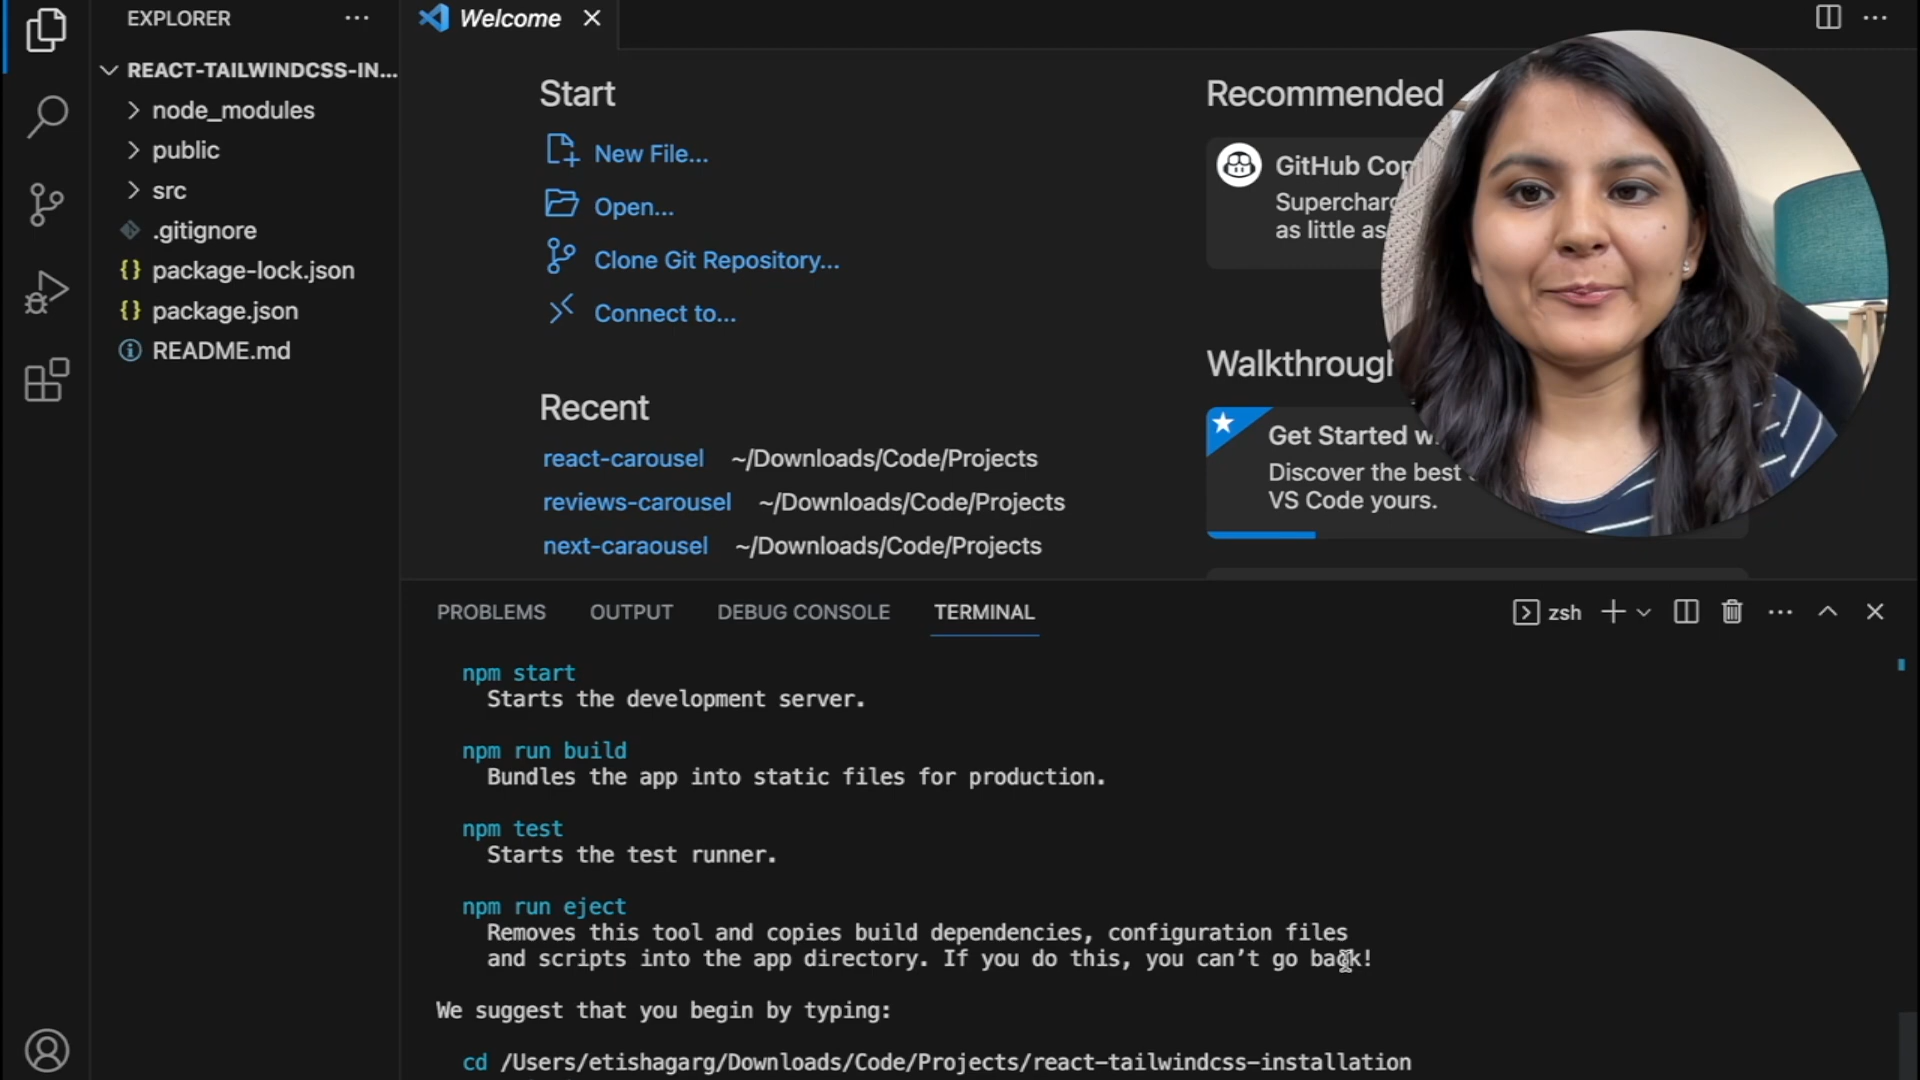 EXPLORER
REACT-TAILWINDCSS-IN...
node_modules
public
src
.gitignore
package-lock.json
package.json
README.md
Welcome
Start
New File...
Open...
Clone Git Repository...
Connect to...
Recent
react-carousel ~/Downloads/Code/Projects
reviews-carousel ~/Downloads/Code/Projects
next-caraousel ~/Downloads/Code/Projects
Recommended
GitHub Cop
Supercharg
as little as
Walkthrough
Get Started w
Discover the best
VS Code yours.
PROBLEMS OUTPUT DEBUG CONSOLE TERMINAL
zsh
npm start
Starts the development server.
npm run build
Bundles the app into static files for production.
npm test
Starts the test runner.
npm run eject
Removes this tool and copies build dependencies, configuration files
and scripts into the app directory. If you do this, you can’t go back!
We suggest that you begin by typing:
cd /Users/etishagarg/Downloads/Code/Projects/react-tailwindcss-installation